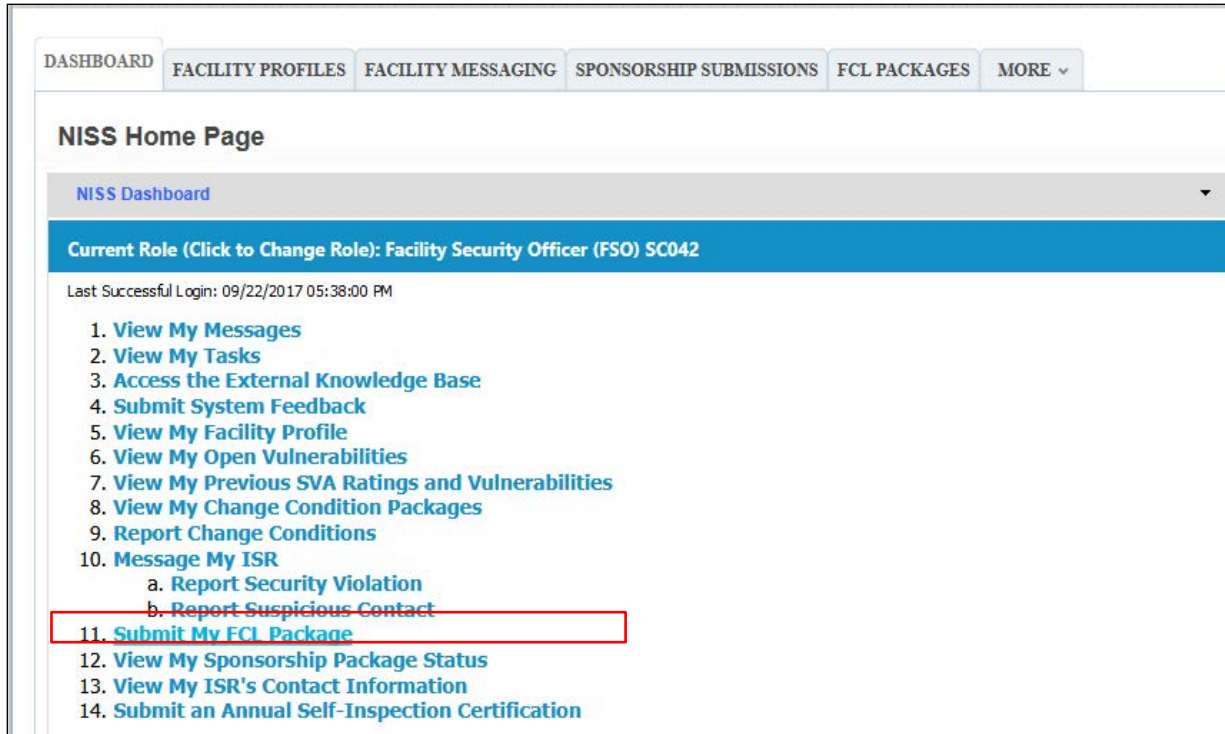 DASHBOARD FACILITY PROFILES FACILITY MESSAGING SPONSORSHIP SUBMISSIONS FCL PACKAGES MORE
NISS Home Page
NISS Dashboard
Current Role (Click to Change Role): Facility Security Officer (FSO) SC042
Last Successful Login: 09/22/2017 05:38:00 PM
1. View My Messages
2. View My Tasks
3. Access the External Knowledge Base
4. Submit System Feedback
5. View My Facility Profile
6. View My Open Vulnerabilities
7. View My Previous SVA Ratings and Vulnerabilities
8. View My Change Condition Packages
9. Report Change Conditions
10. Message My ISR
a. Report Security Violation
b. Report Suspicious Contact
11. Submit My FCL Package
12. View My Sponsorship Package Status
13. View My ISR's Contact Information
14. Submit an Annual Self-Inspection Certification